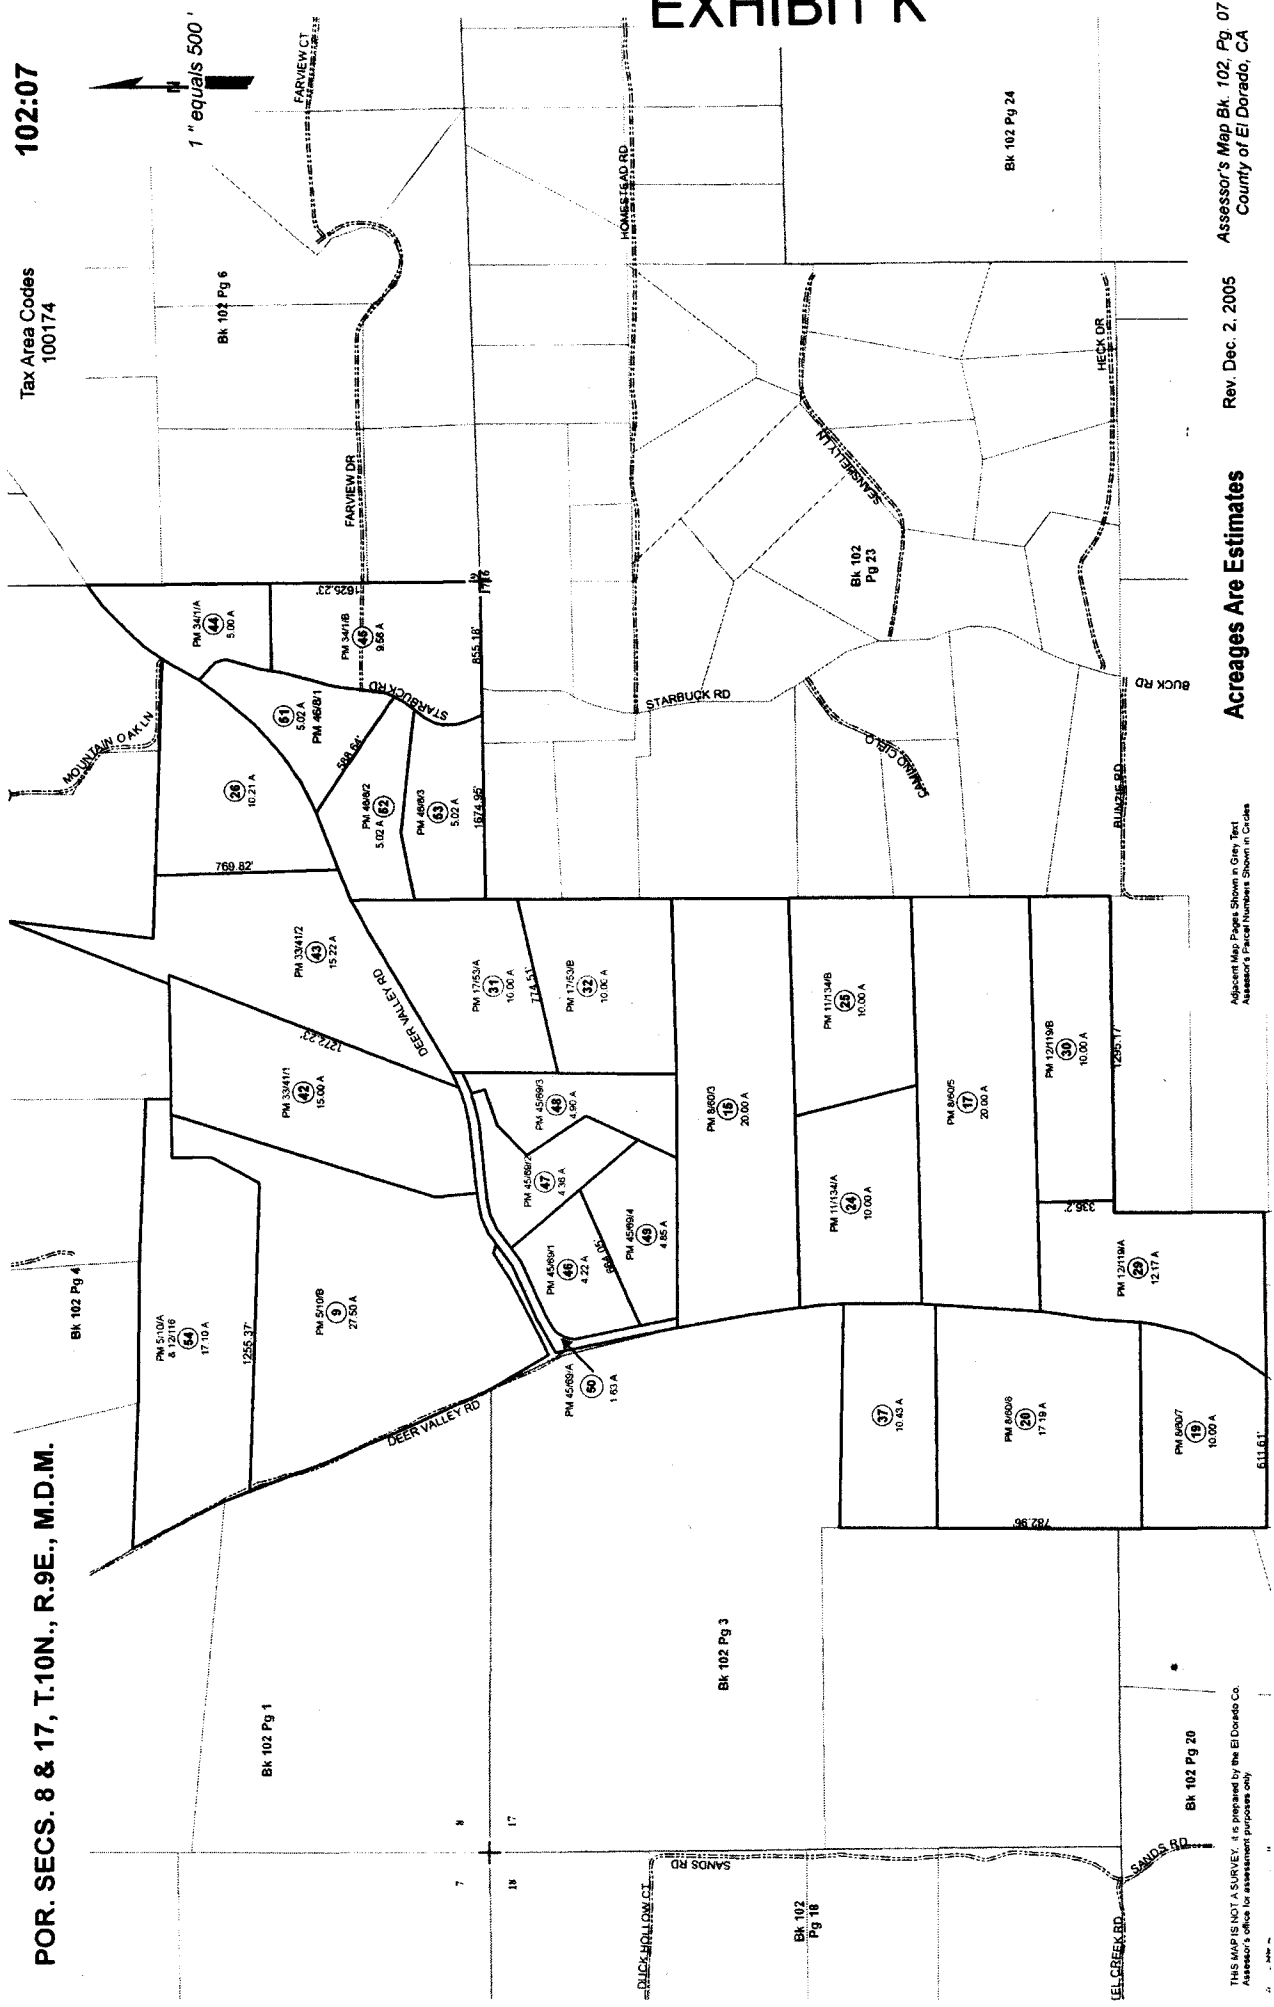 EXHIBIT K
POR. SECS. 8 & 17, T.10N., R.9E., M.D.M.
Tax Area Codes
100174
102:07
N
1 " equals 500 '
Bk 102 Pg 4
Bk 102 Pg 1
Bk 102 Pg 6
MOUNTAIN OAK LN
FARVIEW CT
FARVIEW DR
PM 5/10/A
& 12/116
54
17.10 A
1255.37'
PM 5/10/B
9
27.50 A
PM 33/41/1
42
15.00 A
1272.23'
PM 33/41/2
43
15.22 A
769.82'
26
10.21 A
PM 34/1/A
44
5.00 A
PM 34/1/B
45
9.56 A
1625.23'
51
5.02 A
PM 46/8/1
588.64'
STARBUCK RD
PM 46/8/2
52
5.02 A
PM 46/8/3
53
5.02 A
1674.95'
855.18'
DEER VALLEY RD
DEER VALLEY RD
7
8
18
17
PM 45/69/A
50
1.63 A
PM 45/69/1
46
4.22 A
PM 45/69/2
47
4.36 A
PM 45/69/3
48
4.90 A
PM 45/69/4
49
4.85 A
PM 17/53/A
31
10.00 A
774.51'
PM 17/53/B
32
10.00 A
HOMESTEAD RD
STARBUCK RD
DUCK HOLLOW CT
SANDS RD
Bk 102 Pg 3
PM 8/60/3
15
20.00 A
Bk 102
Pg 18
37
10.43 A
PM 11/134/A
24
10.00 A
PM 11/134/B
25
10.00 A
CAMINO CIELO
SEANSHELLY LN
Bk 102
Pg 23
Bk 102 Pg 24
PM 8/60/8
20
17.19 A
782.96'
PM 8/60/5
17
20.00 A
PM 12/119/B
30
10.00 A
336.2'
1295.17'
HECK DR
BUNZIE RD
BUCK RD
EL CREEK RD
SANDS RD
Bk 102 Pg 20
PM 8/60/7
19
10.00 A
PM 12/119/A
29
12.17 A
611.61'
THIS MAP IS NOT A SURVEY. It is prepared by the El Dorado Co.
Assessor's office for assessment purposes only.
Adjacent Map Pages Shown in Grey Text
Assessor's Parcel Numbers Shown in Circles
Acreages Are Estimates
Rev. Dec. 2, 2005
Assessor's Map Bk. 102, Pg. 07
County of El Dorado, CA